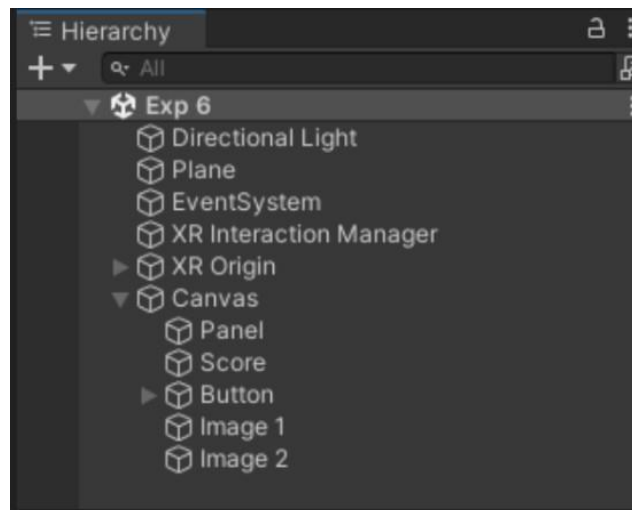 Hierarchy
All
Exp 6
Directional Light
Plane
EventSystem
XR Interaction Manager
XR Origin
Canvas
Panel
Score
Button
Image 1
Image 2